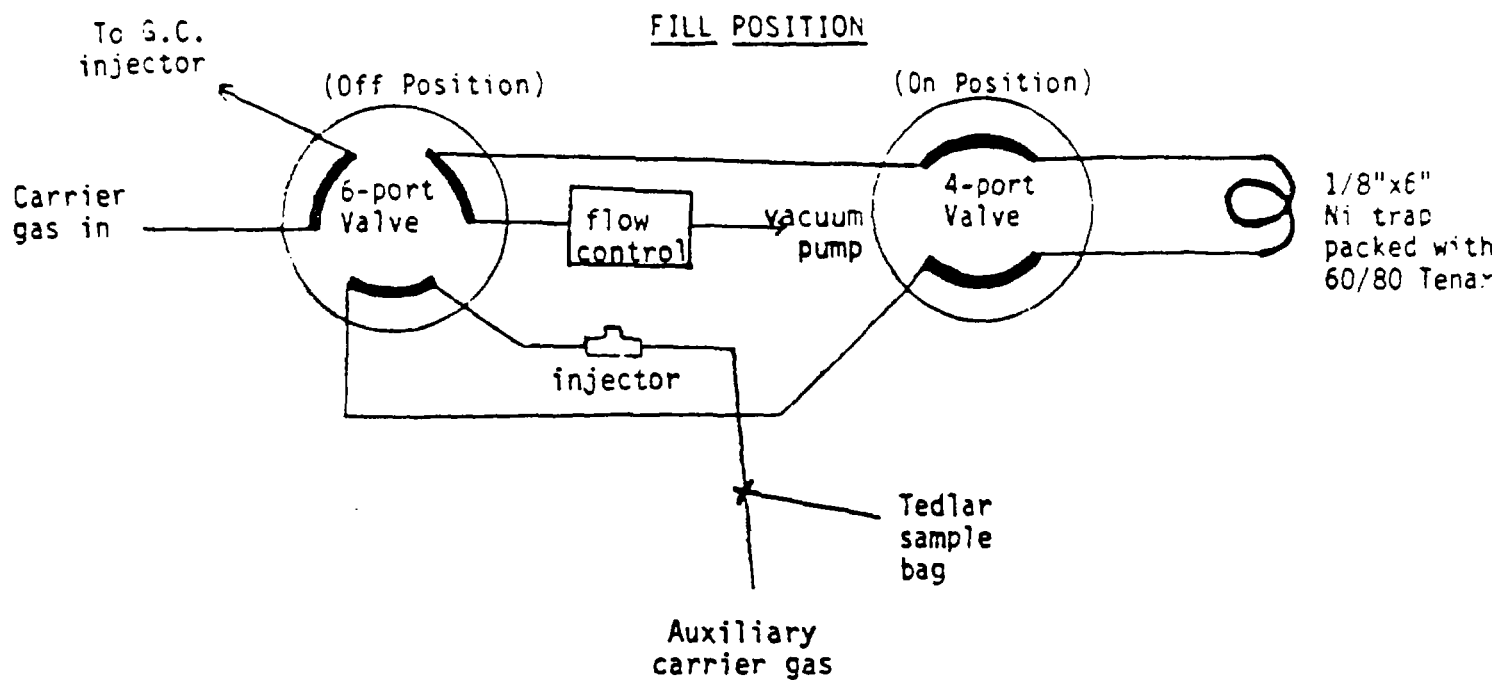 FILL POSITION
To G.C.
injector
(Off Position)
(On Position)
Carrier
gas in
6-port
Valve
flow
control
vacuum
pump
4-port
Valve
1/8"x6"
Ni trap
packed with
60/80 Tenax
injector
Tedlar
sample
bag
Auxiliary
carrier gas